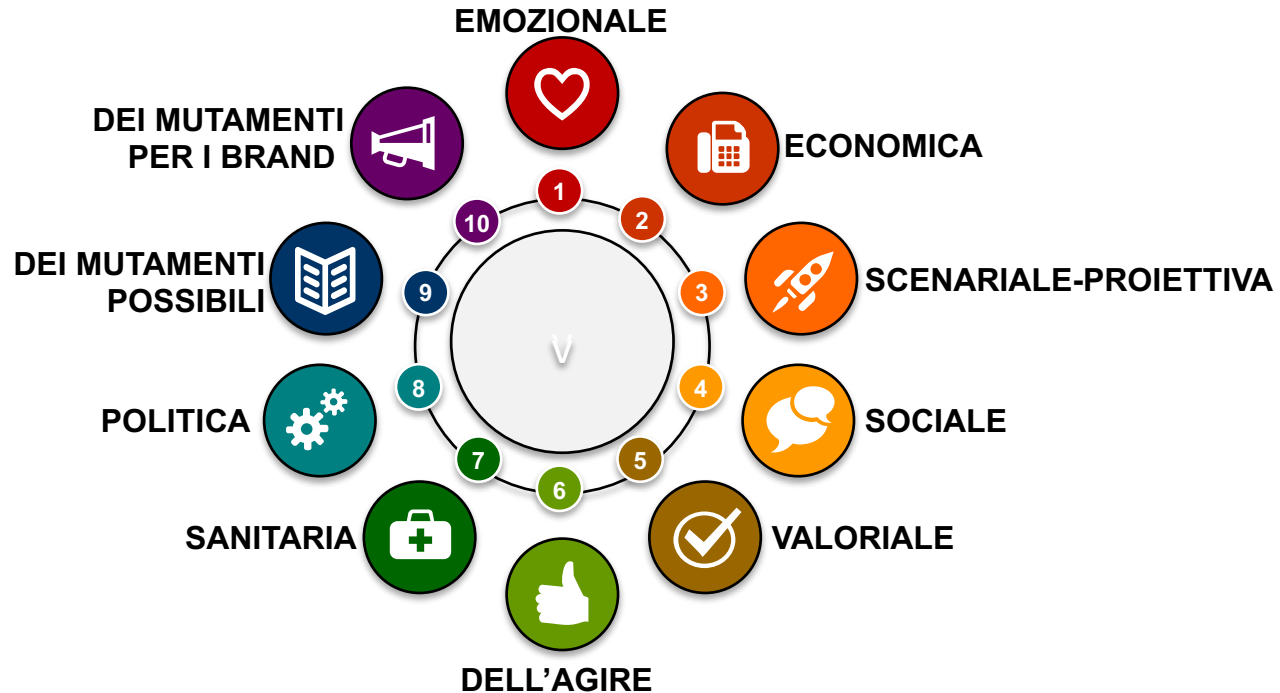 EMOZIONALE
1
ECONOMICA
2
SCENARIALE-PROIETTIVA
3
SOCIALE
4
VALORIALE
5
DELL’AGIRE
6
SANITARIA
7
POLITICA
8
DEI MUTAMENTI
POSSIBILI
9
DEI MUTAMENTI
PER I BRAND
10